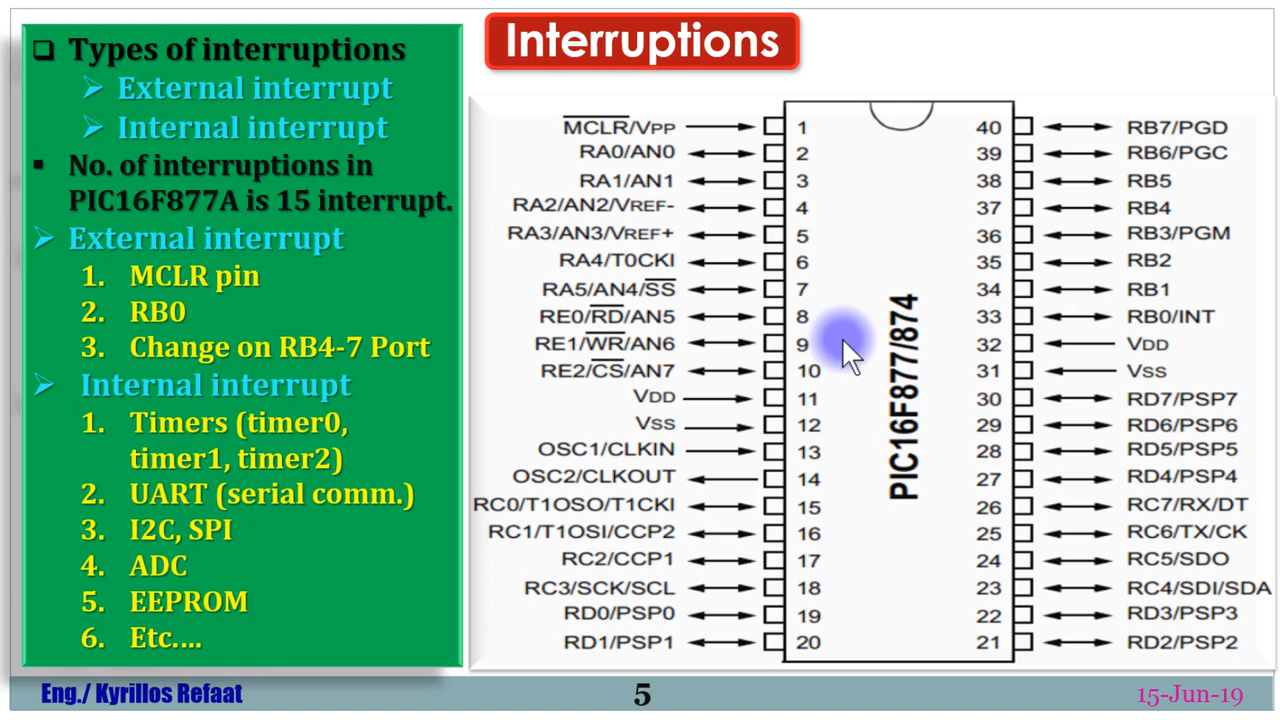 Interruptions
❑ Types of interruptions
➢ External interrupt
➢ Internal interrupt
▪ No. of interruptions in
PIC16F877A is 15 interrupt.
➢ External interrupt
1. MCLR pin
2. RB0
3. Change on RB4-7 Port
➢ Internal interrupt
1. Timers (timer0,
timer1, timer2)
2. UART (serial comm.)
3. I2C, SPI
4. ADC
5. EEPROM
6. Etc....
MCLR/VPP 1 40 RB7/PGD
RA0/AN0 2 39 RB6/PGC
RA1/AN1 3 38 RB5
RA2/AN2/VREF- 4 37 RB4
RA3/AN3/VREF+ 5 36 RB3/PGM
RA4/T0CKI 6 35 RB2
RA5/AN4/SS 7 34 RB1
RE0/RD/AN5 8 33 RB0/INT
RE1/WR/AN6 9 32 VDD
RE2/CS/AN7 10 31 VSS
VDD 11 30 RD7/PSP7
VSS 12 29 RD6/PSP6
OSC1/CLKIN 13 28 RD5/PSP5
OSC2/CLKOUT 14 27 RD4/PSP4
RC0/T1OSO/T1CKI 15 26 RC7/RX/DT
RC1/T1OSI/CCP2 16 25 RC6/TX/CK
RC2/CCP1 17 24 RC5/SDO
RC3/SCK/SCL 18 23 RC4/SDI/SDA
RD0/PSP0 19 22 RD3/PSP3
RD1/PSP1 20 21 RD2/PSP2
PIC16F877/874
Eng./ Kyrillos Refaat
5
15-Jun-19